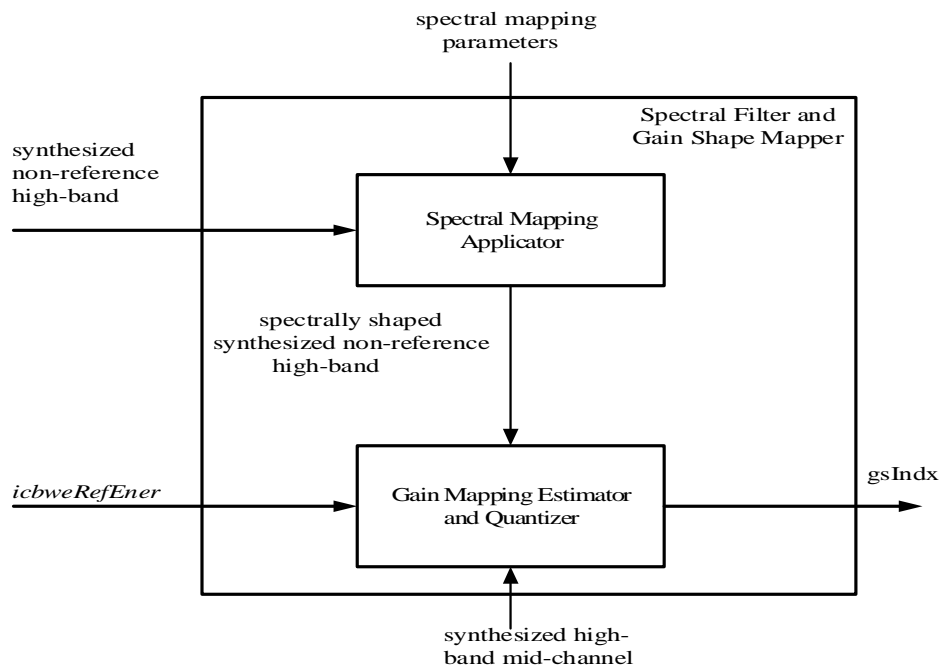 spectral mapping
parameters
Spectral Filter and
Gain Shape Mapper
synthesized
non-reference
high-band
Spectral Mapping
Applicator
spectrally shaped
synthesized non-reference
high-band
icbweRefEner
Gain Mapping Estimator
and Quantizer
gsIndx
synthesized high-
band mid-channel